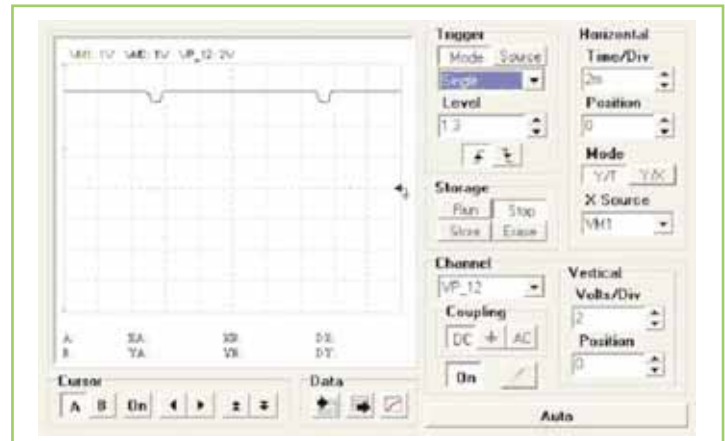 VM1: 1V VM2: 1V VP_12: 2V
A: XA: XB: DX:
B: YA: YB: DY:
Cursor
A B On
Data
Trigger
Mode Source
Single
Level
1.3
Storage
Run Stop
Store Erase
Channel
VP_12
Coupling
DC AC
On
Horizontal
Time/Div
2m
Position
0
Mode
Y/T Y/X
X Source
VM1
Vertical
Volts/Div
2
Position
0
Auto